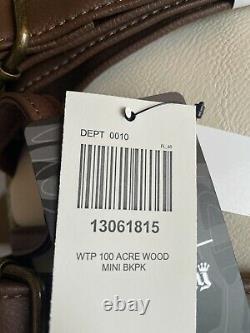 DEPT 0010
13061815
WTP 100 ACRE WOOD
MINI BKPK